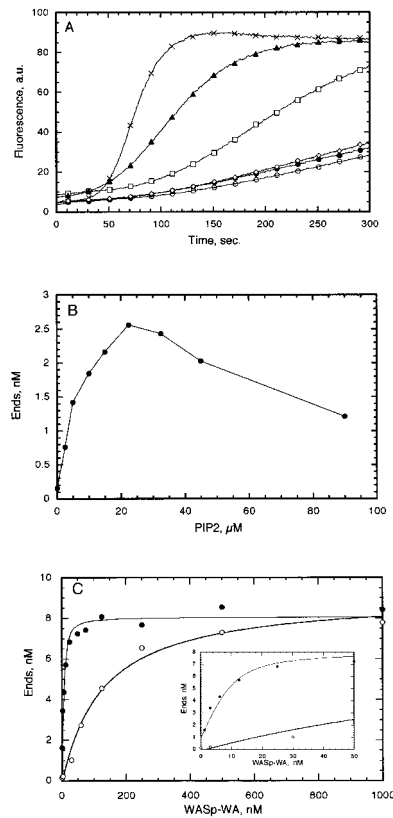 A
100
80
60
40
20
0
Fluorescence, a.u.
0 50 100 150 200 250 300
Time, sec.
B
3
2.5
2
1.5
1
0.5
0
Ends, nM
0 20 40 60 80 100
PIP2, µM
C
10
8
6
4
2
0
Ends, nM
0 200 400 600 800 1000
WASp-WA, nM
8
7
6
5
4
3
2
1
0
Ends, nM
0 10 20 30 40 50
WASp-WA, nM